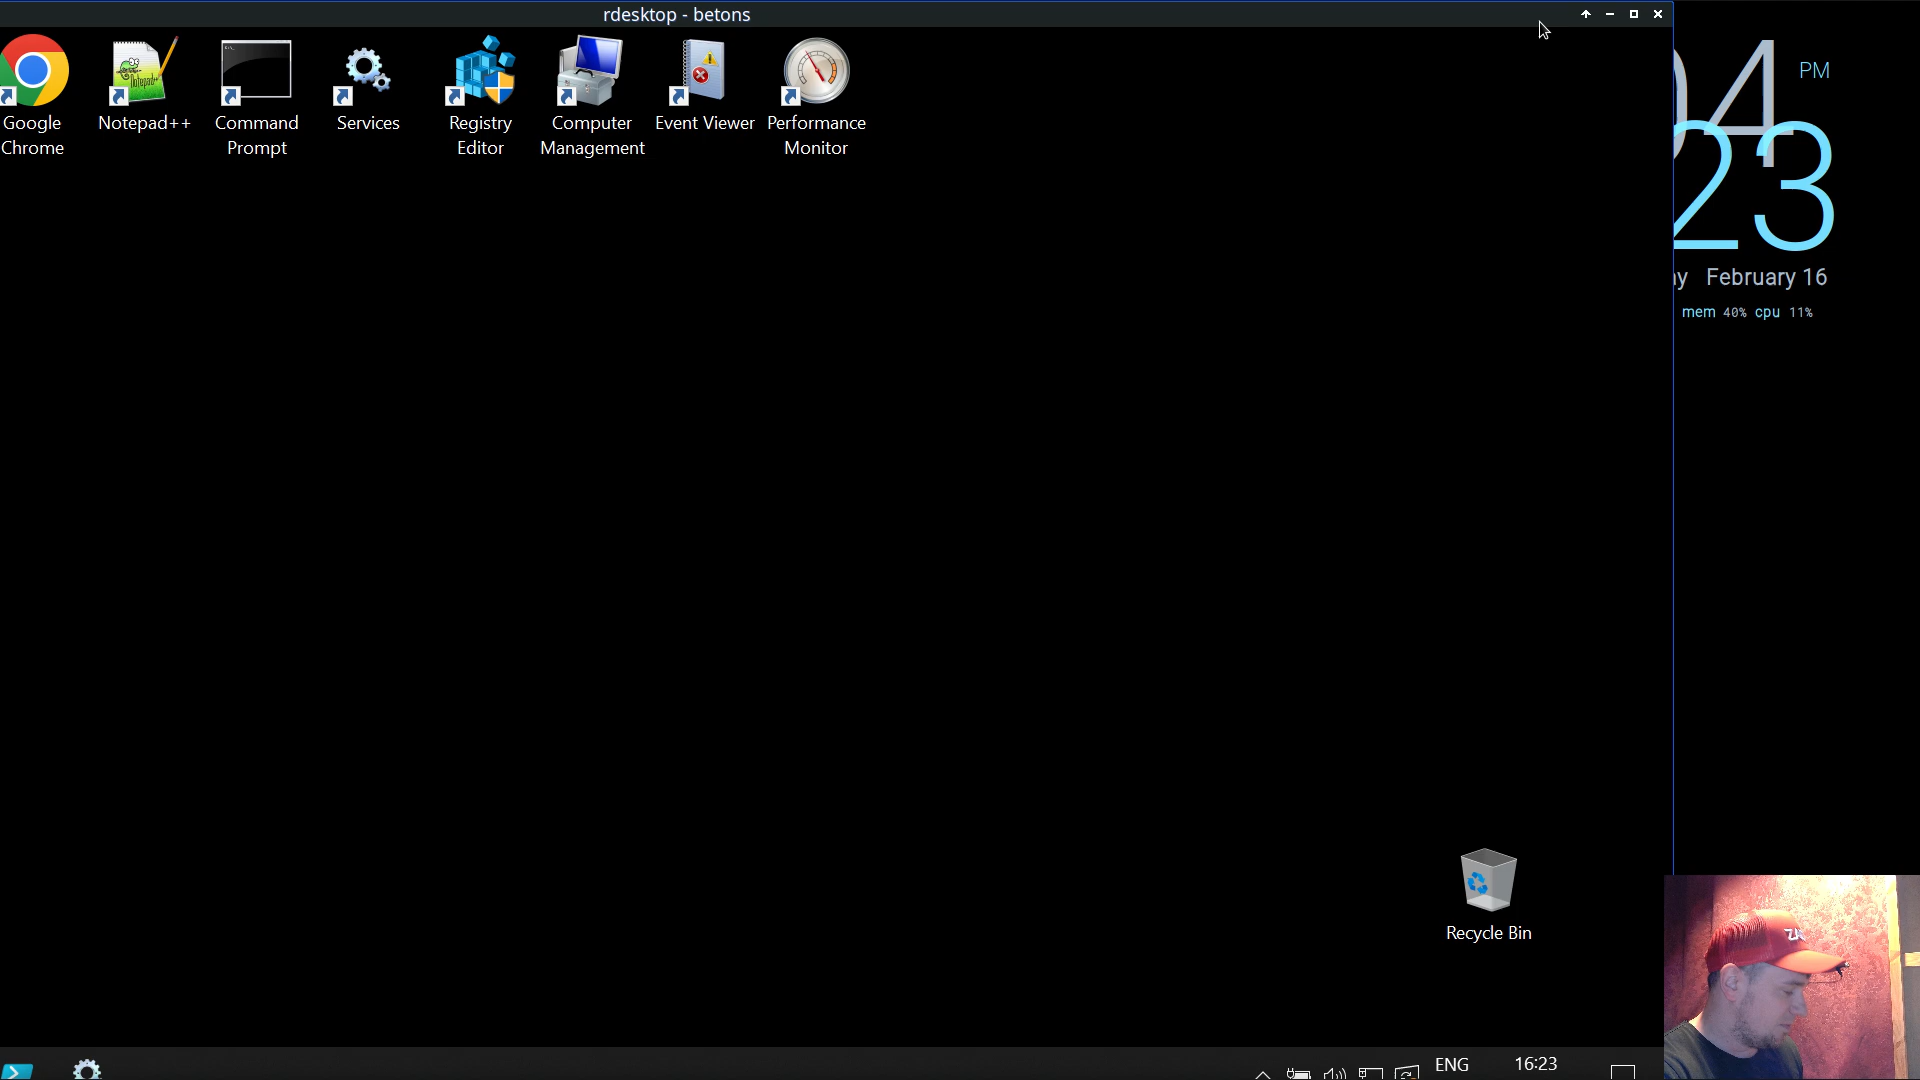 rdesktop - betons
PM
04
23
February 16
mem 40% cpu 11%
Google
Chrome
Notepad++
Command
Prompt
Services
Registry
Editor
Computer
Management
Event Viewer
Performance
Monitor
Recycle Bin
ENG
16:23